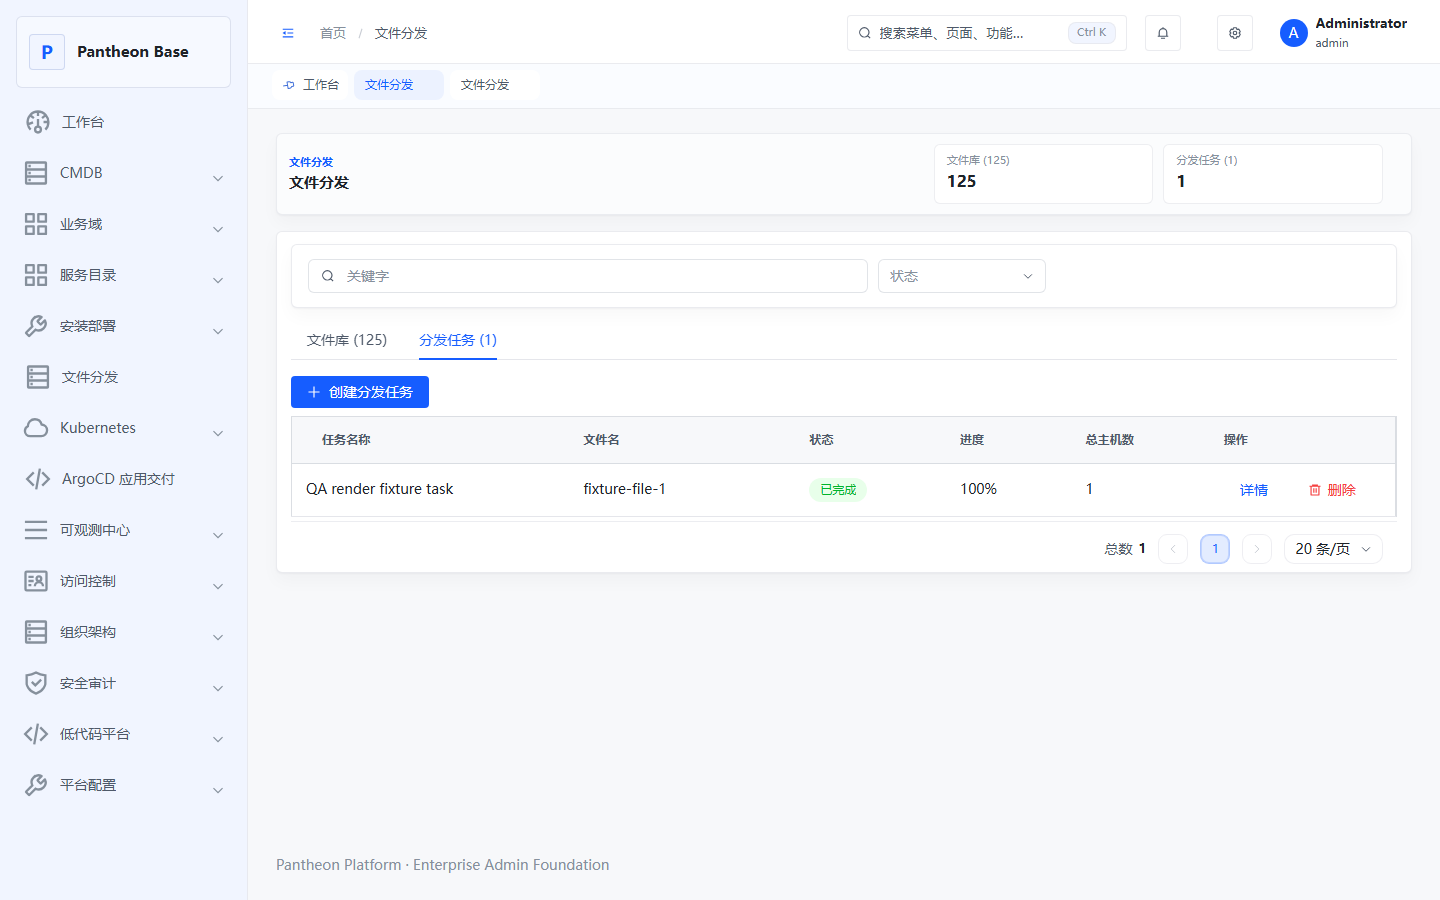 P Pantheon Base
工作台
CMDB
业务域
服务目录
安装部署
文件分发
Kubernetes
ArgoCD 应用交付
可观测中心
访问控制
组织架构
安全审计
低代码平台
平台配置
首页 / 文件分发
搜索菜单、页面、功能... Ctrl K
A Administrator
admin
工作台 文件分发 文件分发
文件分发
文件分发
文件库 (125)
125
分发任务 (1)
1
关键字 状态
文件库 (125) 分发任务 (1)
创建分发任务
任务名称 文件名 状态 进度 总主机数 操作
QA render fixture task fixture-file-1 已完成 100% 1 详情 删除
总数 1 1 20 条/页
Pantheon Platform · Enterprise Admin Foundation